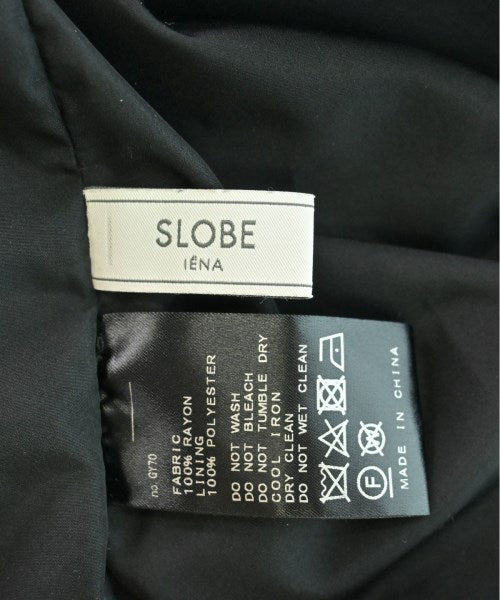 SLOBE
IÉNA
no. GY70
FABRIC
100% RAYON
LINING
100% POLYESTER
DO NOT WASH
DO NOT BLEACH
DO NOT TUMBLE DRY
COOL IRON
DRY CLEAN
DO NOT WET CLEAN
F W
MADE IN CHINA